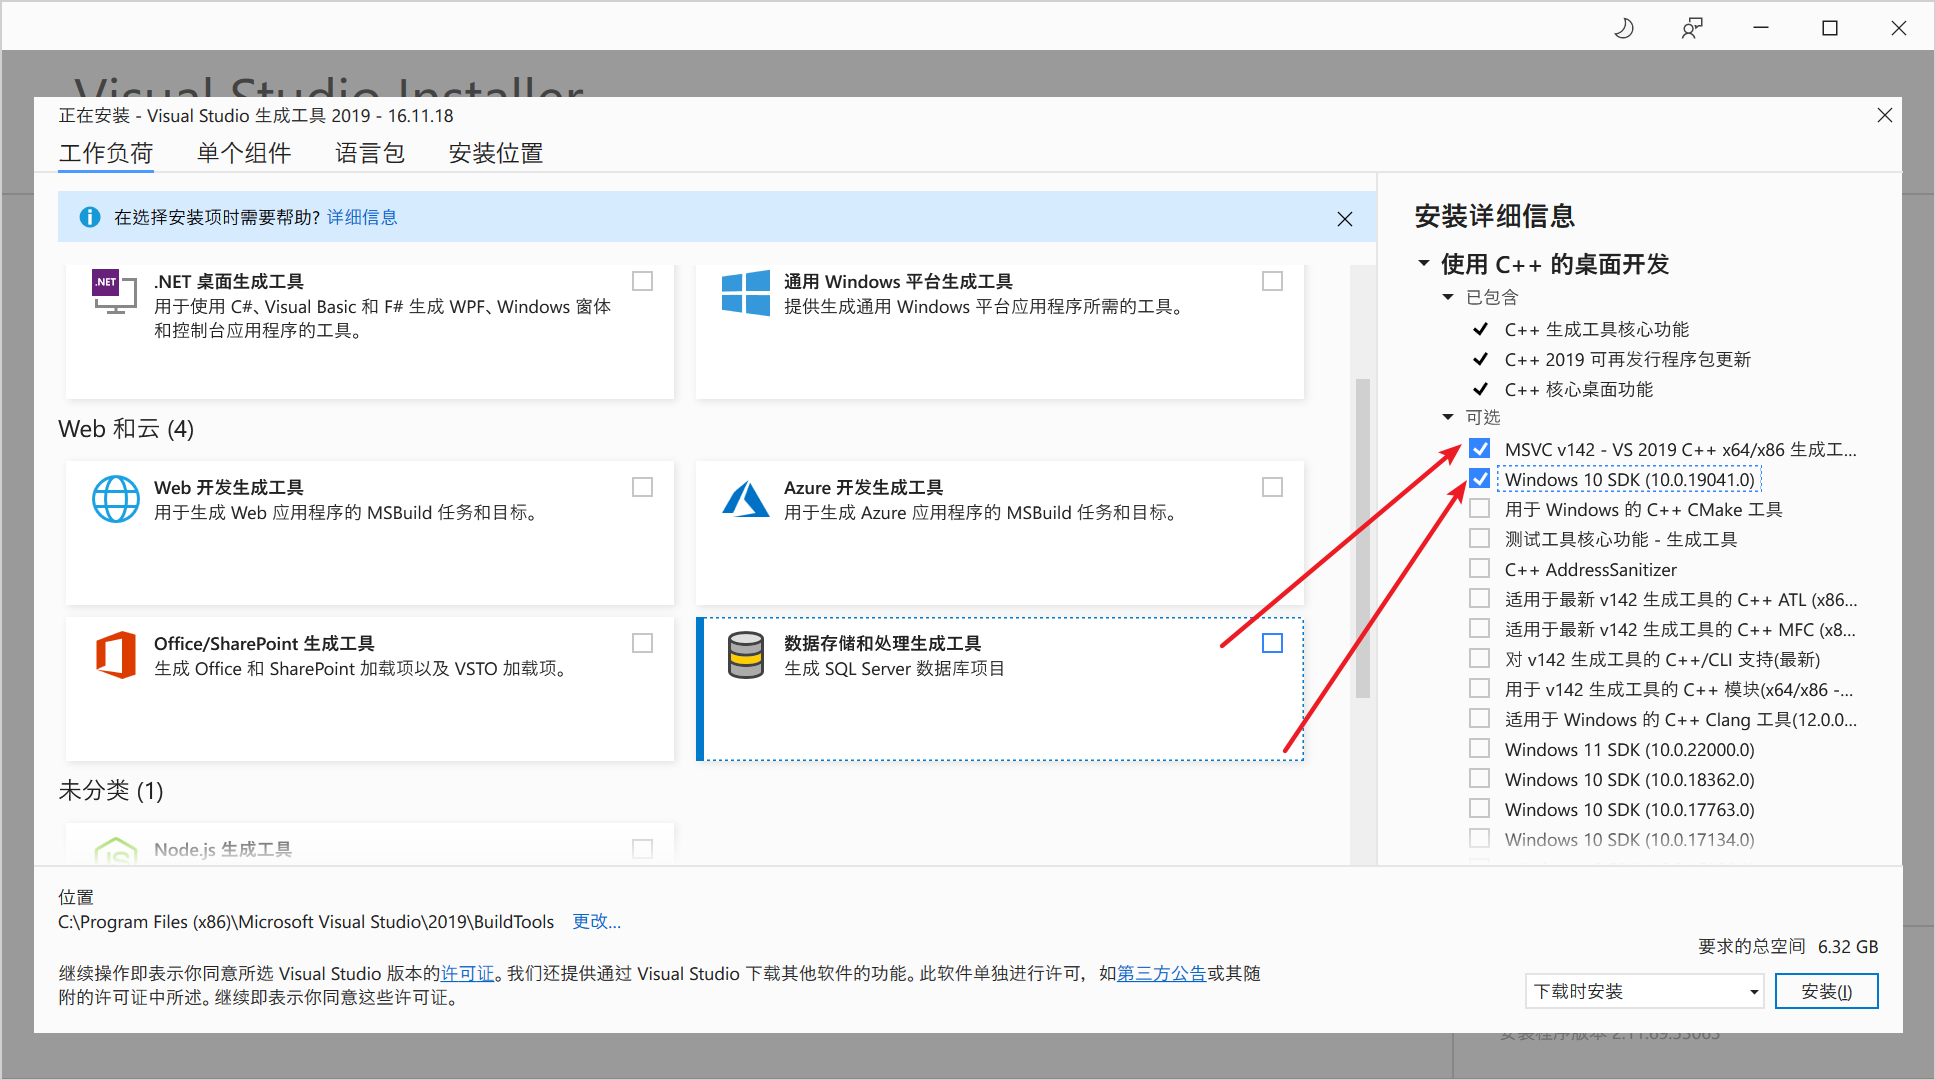 Visual Studio Installer
正在安装 - Visual Studio 生成工具 2019 - 16.11.18
工作负荷 单个组件 语言包 安装位置
在选择安装项时需要帮助? 详细信息
.NET
.NET 桌面生成工具
用于使用 C#、Visual Basic 和 F# 生成 WPF、Windows 窗体
和控制台应用程序的工具。
通用 Windows 平台生成工具
提供生成通用 Windows 平台应用程序所需的工具。
Web 和云 (4)
Web 开发生成工具
用于生成 Web 应用程序的 MSBuild 任务和目标。
Azure 开发生成工具
用于生成 Azure 应用程序的 MSBuild 任务和目标。
Office/SharePoint 生成工具
生成 Office 和 SharePoint 加载项以及 VSTO 加载项。
数据存储和处理生成工具
生成 SQL Server 数据库项目
未分类 (1)
JS
Node.js 生成工具
安装详细信息
使用 C++ 的桌面开发
已包含
C++ 生成工具核心功能
C++ 2019 可再发行程序包更新
C++ 核心桌面功能
可选
MSVC v142 - VS 2019 C++ x64/x86 生成工...
Windows 10 SDK (10.0.19041.0)
用于 Windows 的 C++ CMake 工具
测试工具核心功能 - 生成工具
C++ AddressSanitizer
适用于最新 v142 生成工具的 C++ ATL (x86...
适用于最新 v142 生成工具的 C++ MFC (x8...
对 v142 生成工具的 C++/CLI 支持(最新)
用于 v142 生成工具的 C++ 模块(x64/x86 -...
适用于 Windows 的 C++ Clang 工具(12.0.0...
Windows 11 SDK (10.0.22000.0)
Windows 10 SDK (10.0.18362.0)
Windows 10 SDK (10.0.17763.0)
Windows 10 SDK (10.0.17134.0)
位置
C:\Program Files (x86)\Microsoft Visual Studio\2019\BuildTools 更改...
要求的总空间 6.32 GB
继续操作即表示你同意所选 Visual Studio 版本的许可证。我们还提供通过 Visual Studio 下载其他软件的功能。此软件单独进行许可，如第三方公告或其随
附的许可证中所述。继续即表示你同意这些许可证。
下载时安装 安装(I)